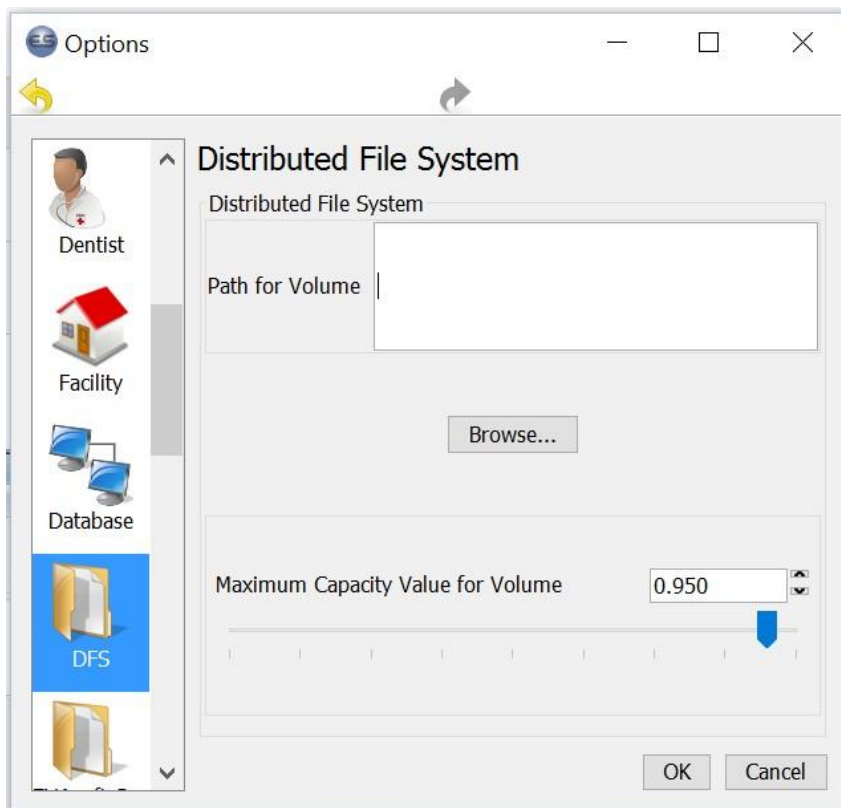 ES Options
Distributed File System
Dentist
Distributed File System
Path for Volume
Facility
Browse...
Database
Maximum Capacity Value for Volume 0.950
DFS
OK Cancel